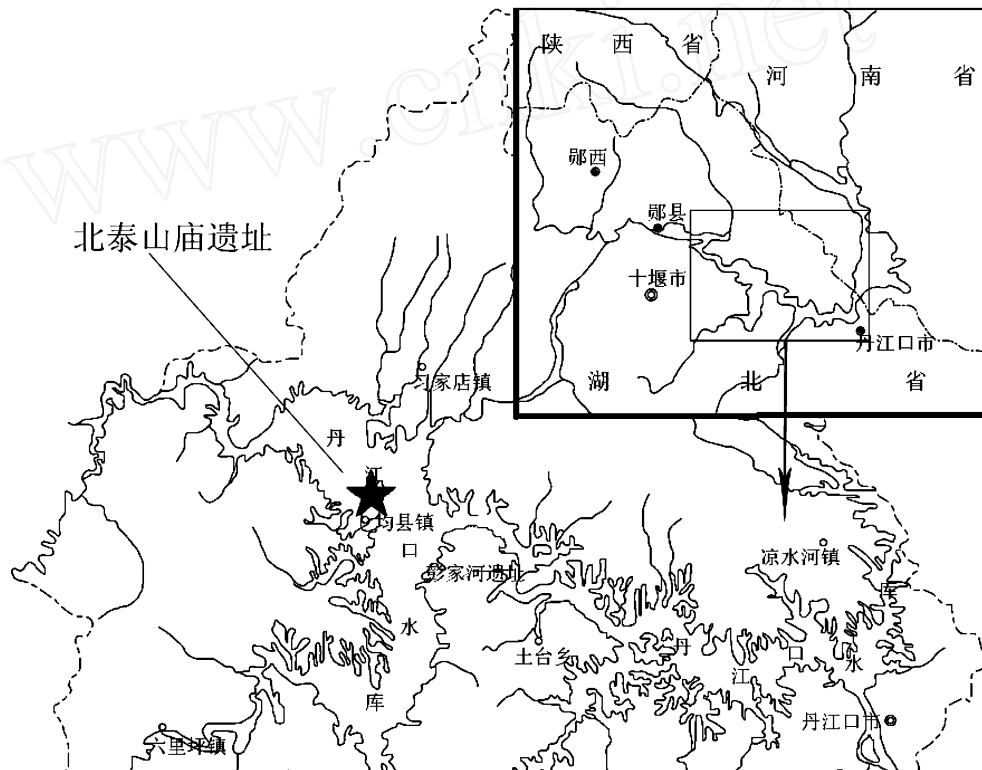 www.cnki.net
陕西省
河南省
郧西
郧县
北泰山庙遗址
十堰市
丹江口市
湖北省
习家店镇
丹江口水库
均县镇
凉水河镇
彭家河遗址
土台乡
丹江口水库
丹江口市
六里坪镇